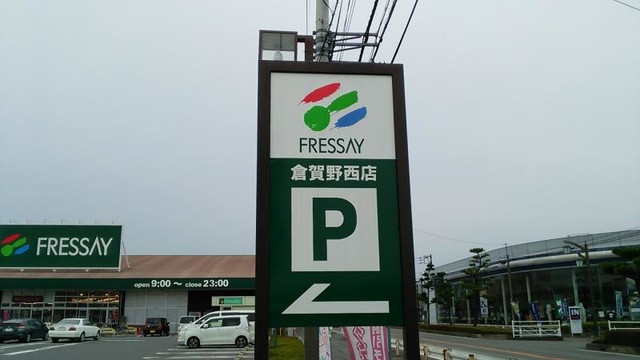 FRESSAY
倉賀野西店
P
FRESSAY
open 9:00～close 23:00